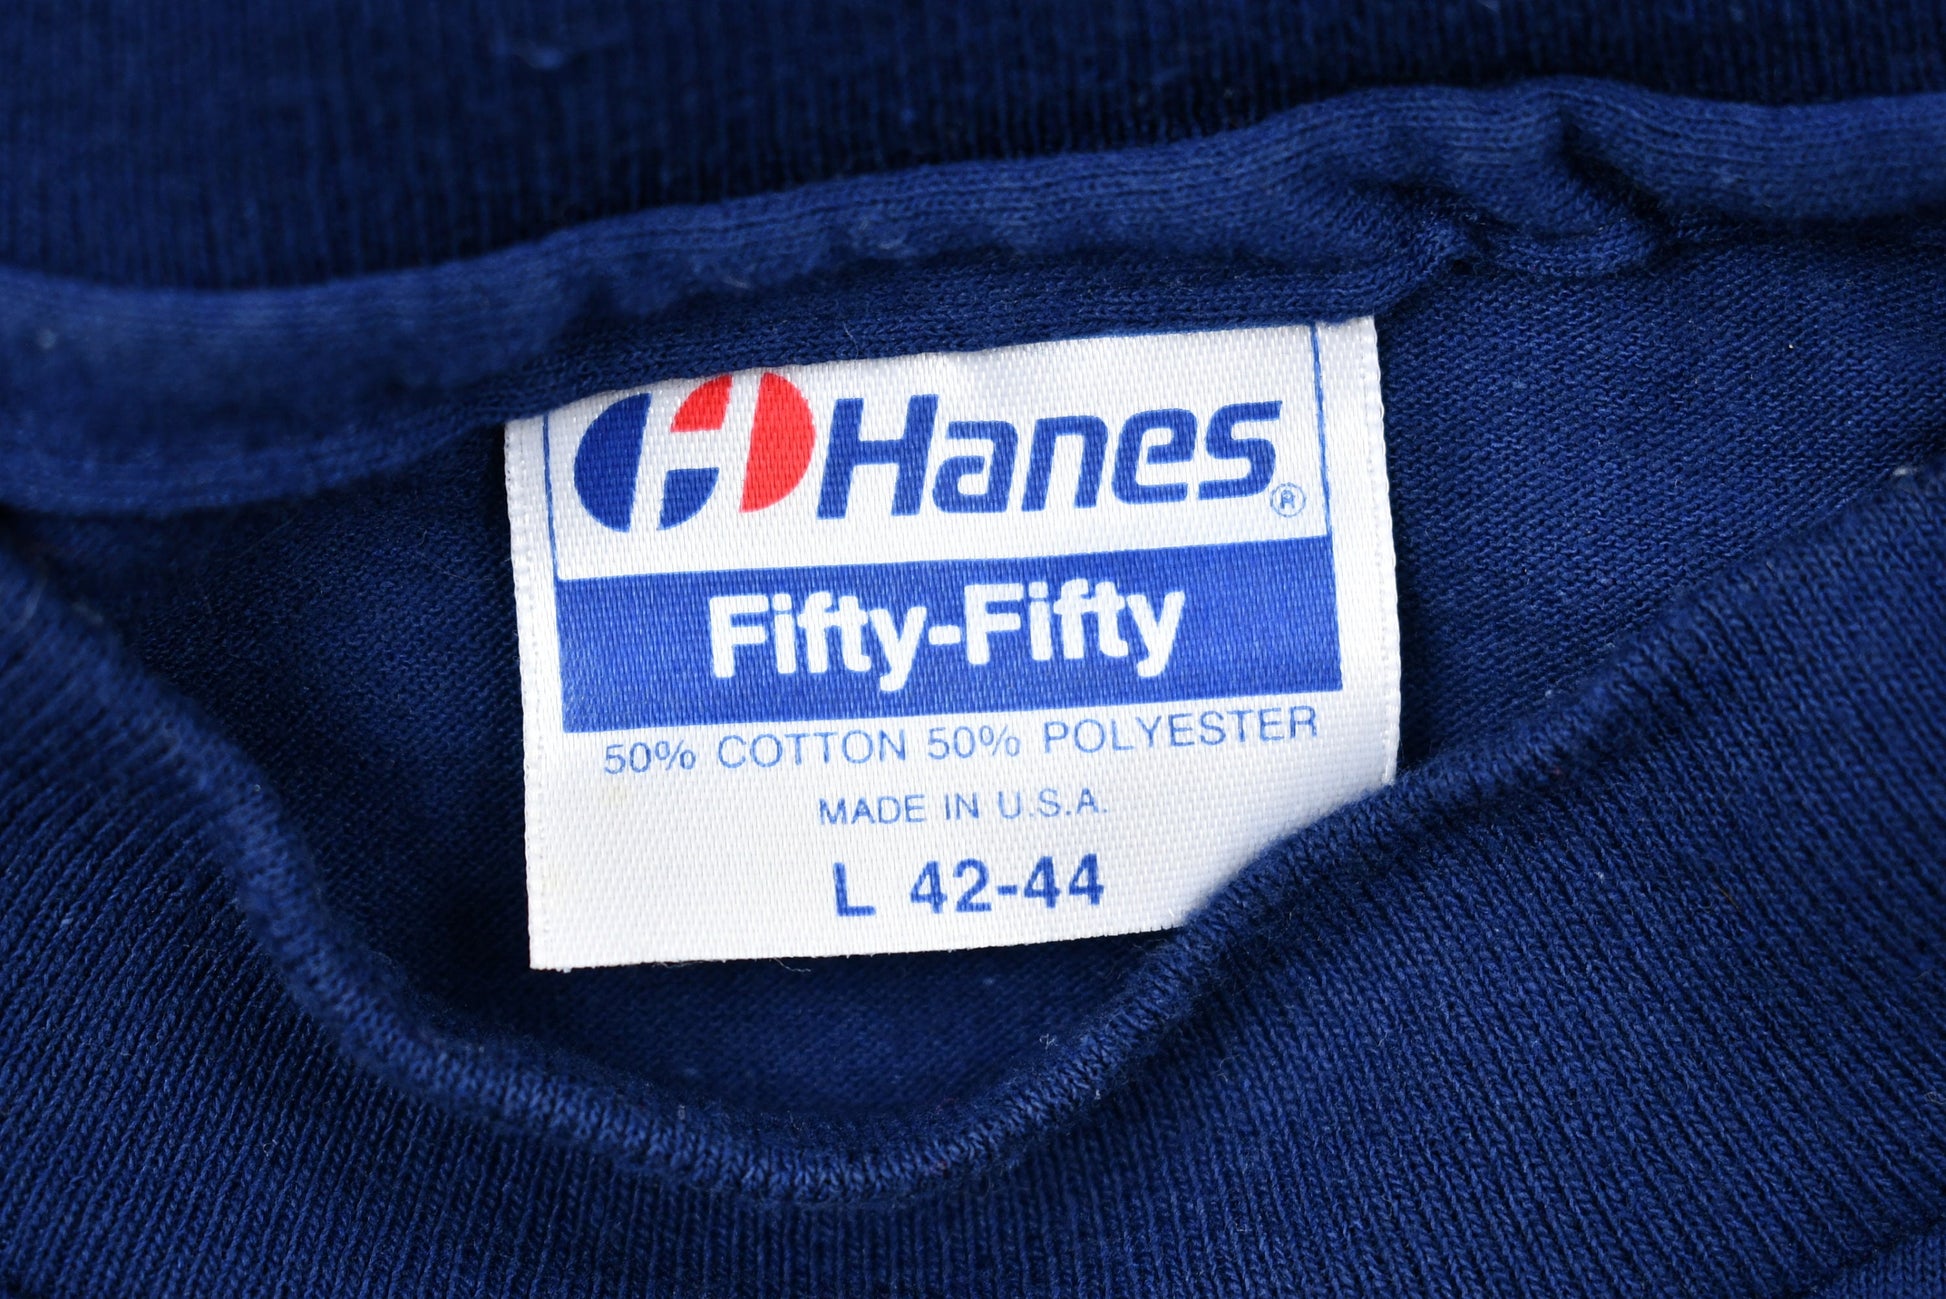 Hanes®
Fifty-Fifty
50% COTTON 50% POLYESTER
MADE IN U.S.A.
L 42-44